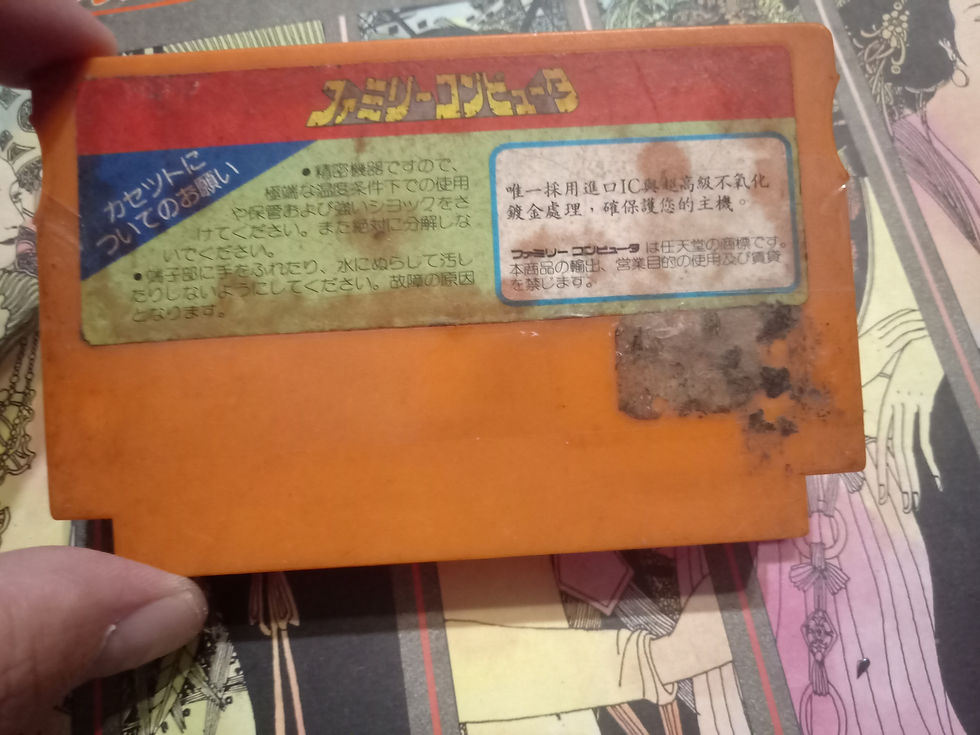 ファミリーコンピュータ
カセットに
ついてのお願い
●精密機器ですので、
極端な温度条件下での使用
や保管および強いショックをさ
けてください。また絶対に分解しな
いでください。
●端子部に手をふれたり、水にぬらして汚し
たりしないようにしてください。故障の原因
となります。
唯一採用進口IC與超高級不氧化
鍍金處理，確保護您的主機。
ファミリーコンピュータ は任天堂の商標です。
本商品の輸出、営業目的の使用及び賃貸
を禁じます。